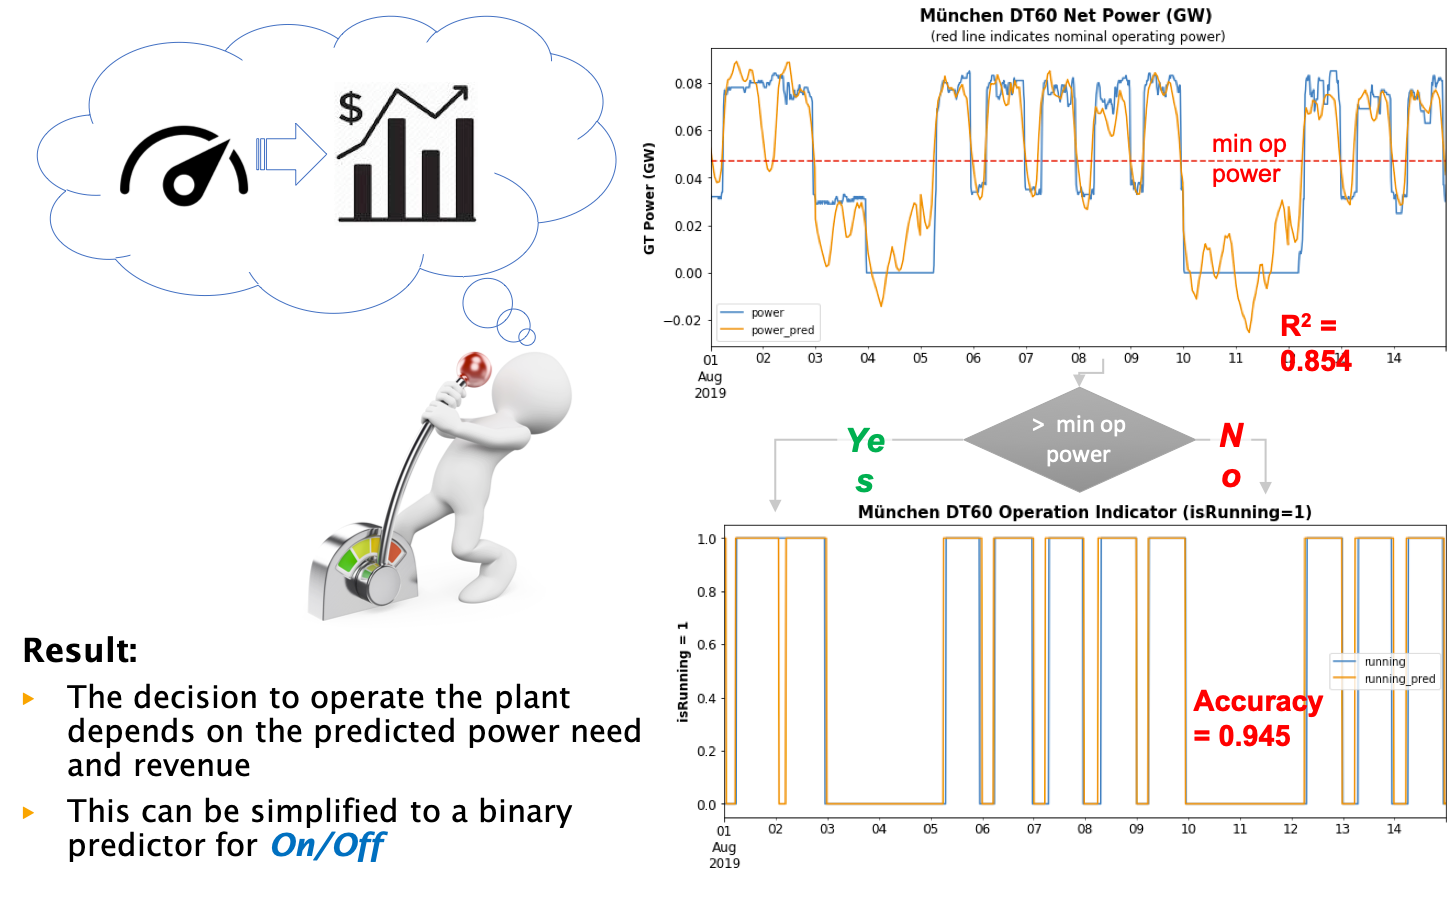 $
Result:
The decision to operate the plant
depends on the predicted power need
and revenue
This can be simplified to a binary
predictor for On/Off
München DT60 Net Power (GW)
(red line indicates nominal operating power)
GT Power (GW)
0.08
0.06
0.04
0.02
0.00
−0.02
min op
power
power
power_pred
R² =
0.854
01
02
03
04
05
06
07
08
09
10
11
14
Aug
2019
> min op
power
Ye
s
N
o
München DT60 Operation Indicator (isRunning=1)
isRunning = 1
1.0
0.8
0.6
0.4
0.2
0.0
running
running_pred
Accuracy
= 0.945
01
02
03
04
05
06
07
08
09
10
11
12
13
14
Aug
2019